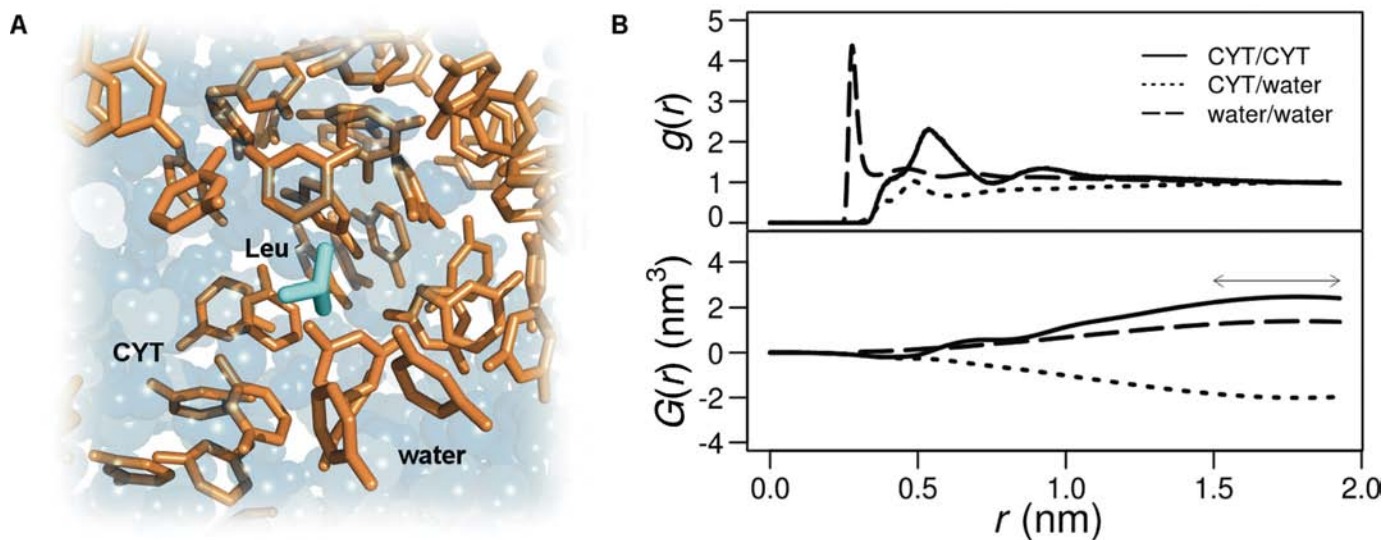 A
Leu
CYT
water
B
g(r)
5
4
3
2
1
0
CYT/CYT
CYT/water
water/water
G(r) (nm³)
4
2
0
-2
-4
0.0 0.5 1.0 1.5 2.0
r (nm)